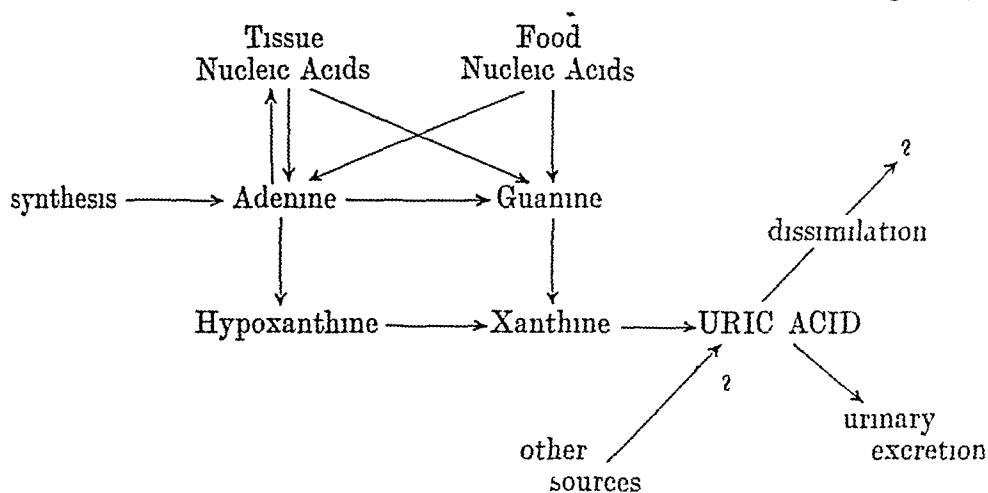 Tissue
Nucleic Acids
Food
Nucleic Acids
synthesis
Adenine
Guanine
?
dissimilation
Hypoxanthine
Xanthine
URIC ACID
?
urinary
excretion
other
sources